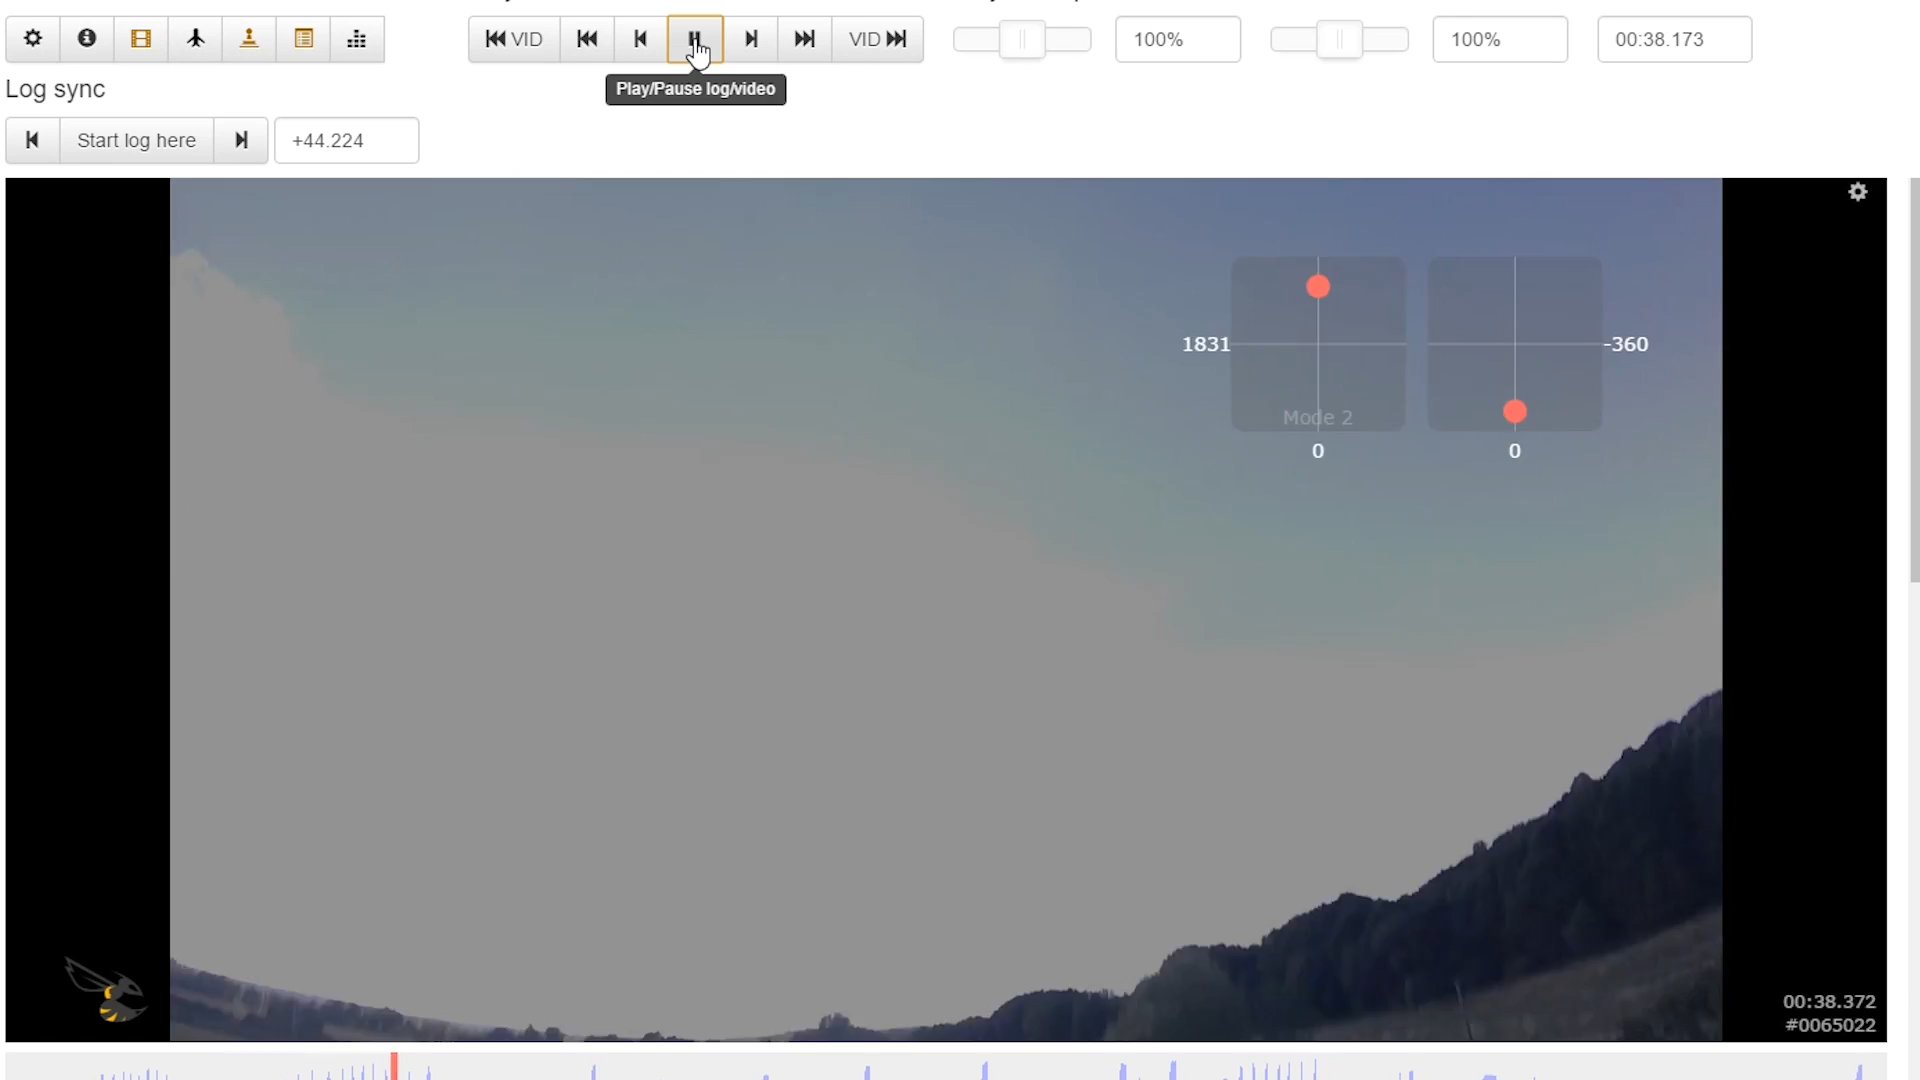 VID
VID
100%
100%
00:38.173
Play/Pause log/video
Log sync
Start log here
+44.224
1831
-360
Mode 2
0
0
00:38.372
#0065022